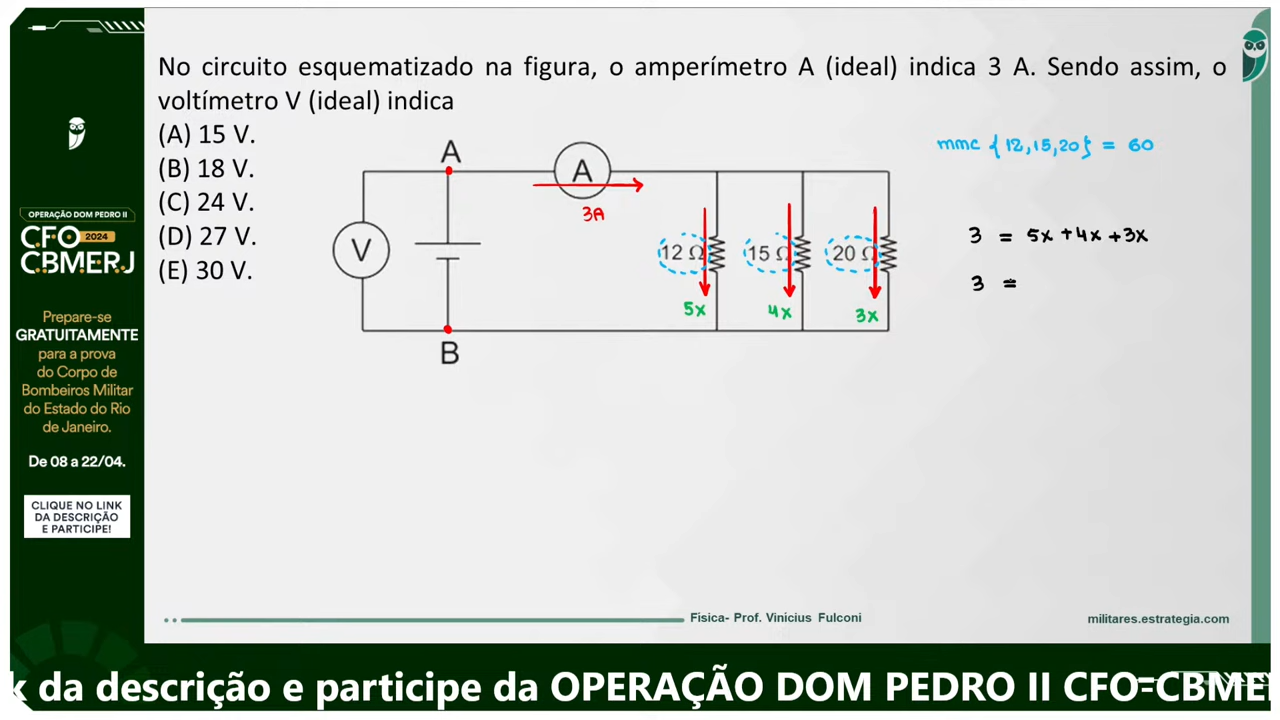 No circuito esquematizado na figura, o amperímetro A (ideal) indica 3 A. Sendo assim, o
voltímetro V (ideal) indica
(A) 15 V.
(B) 18 V.
(C) 24 V.
(D) 27 V.
(E) 30 V.
A
A
3A
V
12 Ω
15 Ω
20 Ω
5x
4x
3x
B
mmc {12,15,20} = 60
3 = 5x + 4x + 3x
3 =
OPERAÇÃO DOM PEDRO II
CFO 2024
CBMERJ
Prepare-se
GRATUITAMENTE
para a prova
do Corpo de
Bombeiros Militar
do Estado do Rio
de Janeiro.
De 08 a 22/04.
CLIQUE NO LINK
DA DESCRIÇÃO
E PARTICIPE!
Física- Prof. Vinícius Fulconi
militares.estrategia.com
k da descrição e participe da OPERAÇÃO DOM PEDRO II CFO-CBME